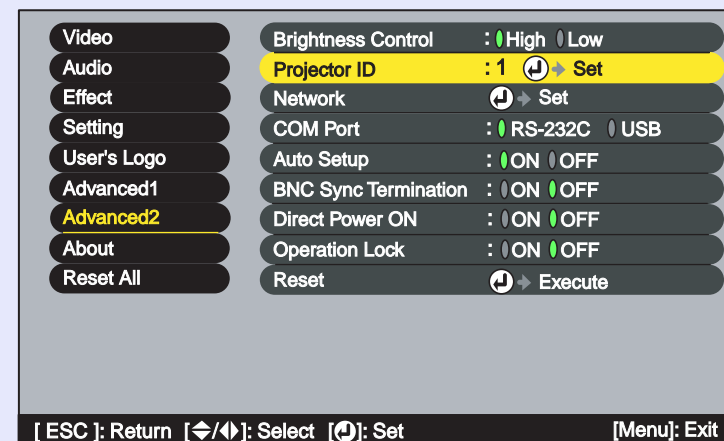 Video
Audio
Effect
Setting
User's Logo
Advanced1
Advanced2
About
Reset All
Brightness Control : High Low
Projector ID : 1 Set
Network Set
COM Port : RS-232C USB
Auto Setup : ON OFF
BNC Sync Termination : ON OFF
Direct Power ON : ON OFF
Operation Lock : ON OFF
Reset Execute
[ ESC ]: Return [ / ]: Select [ ]: Set [Menu]: Exit